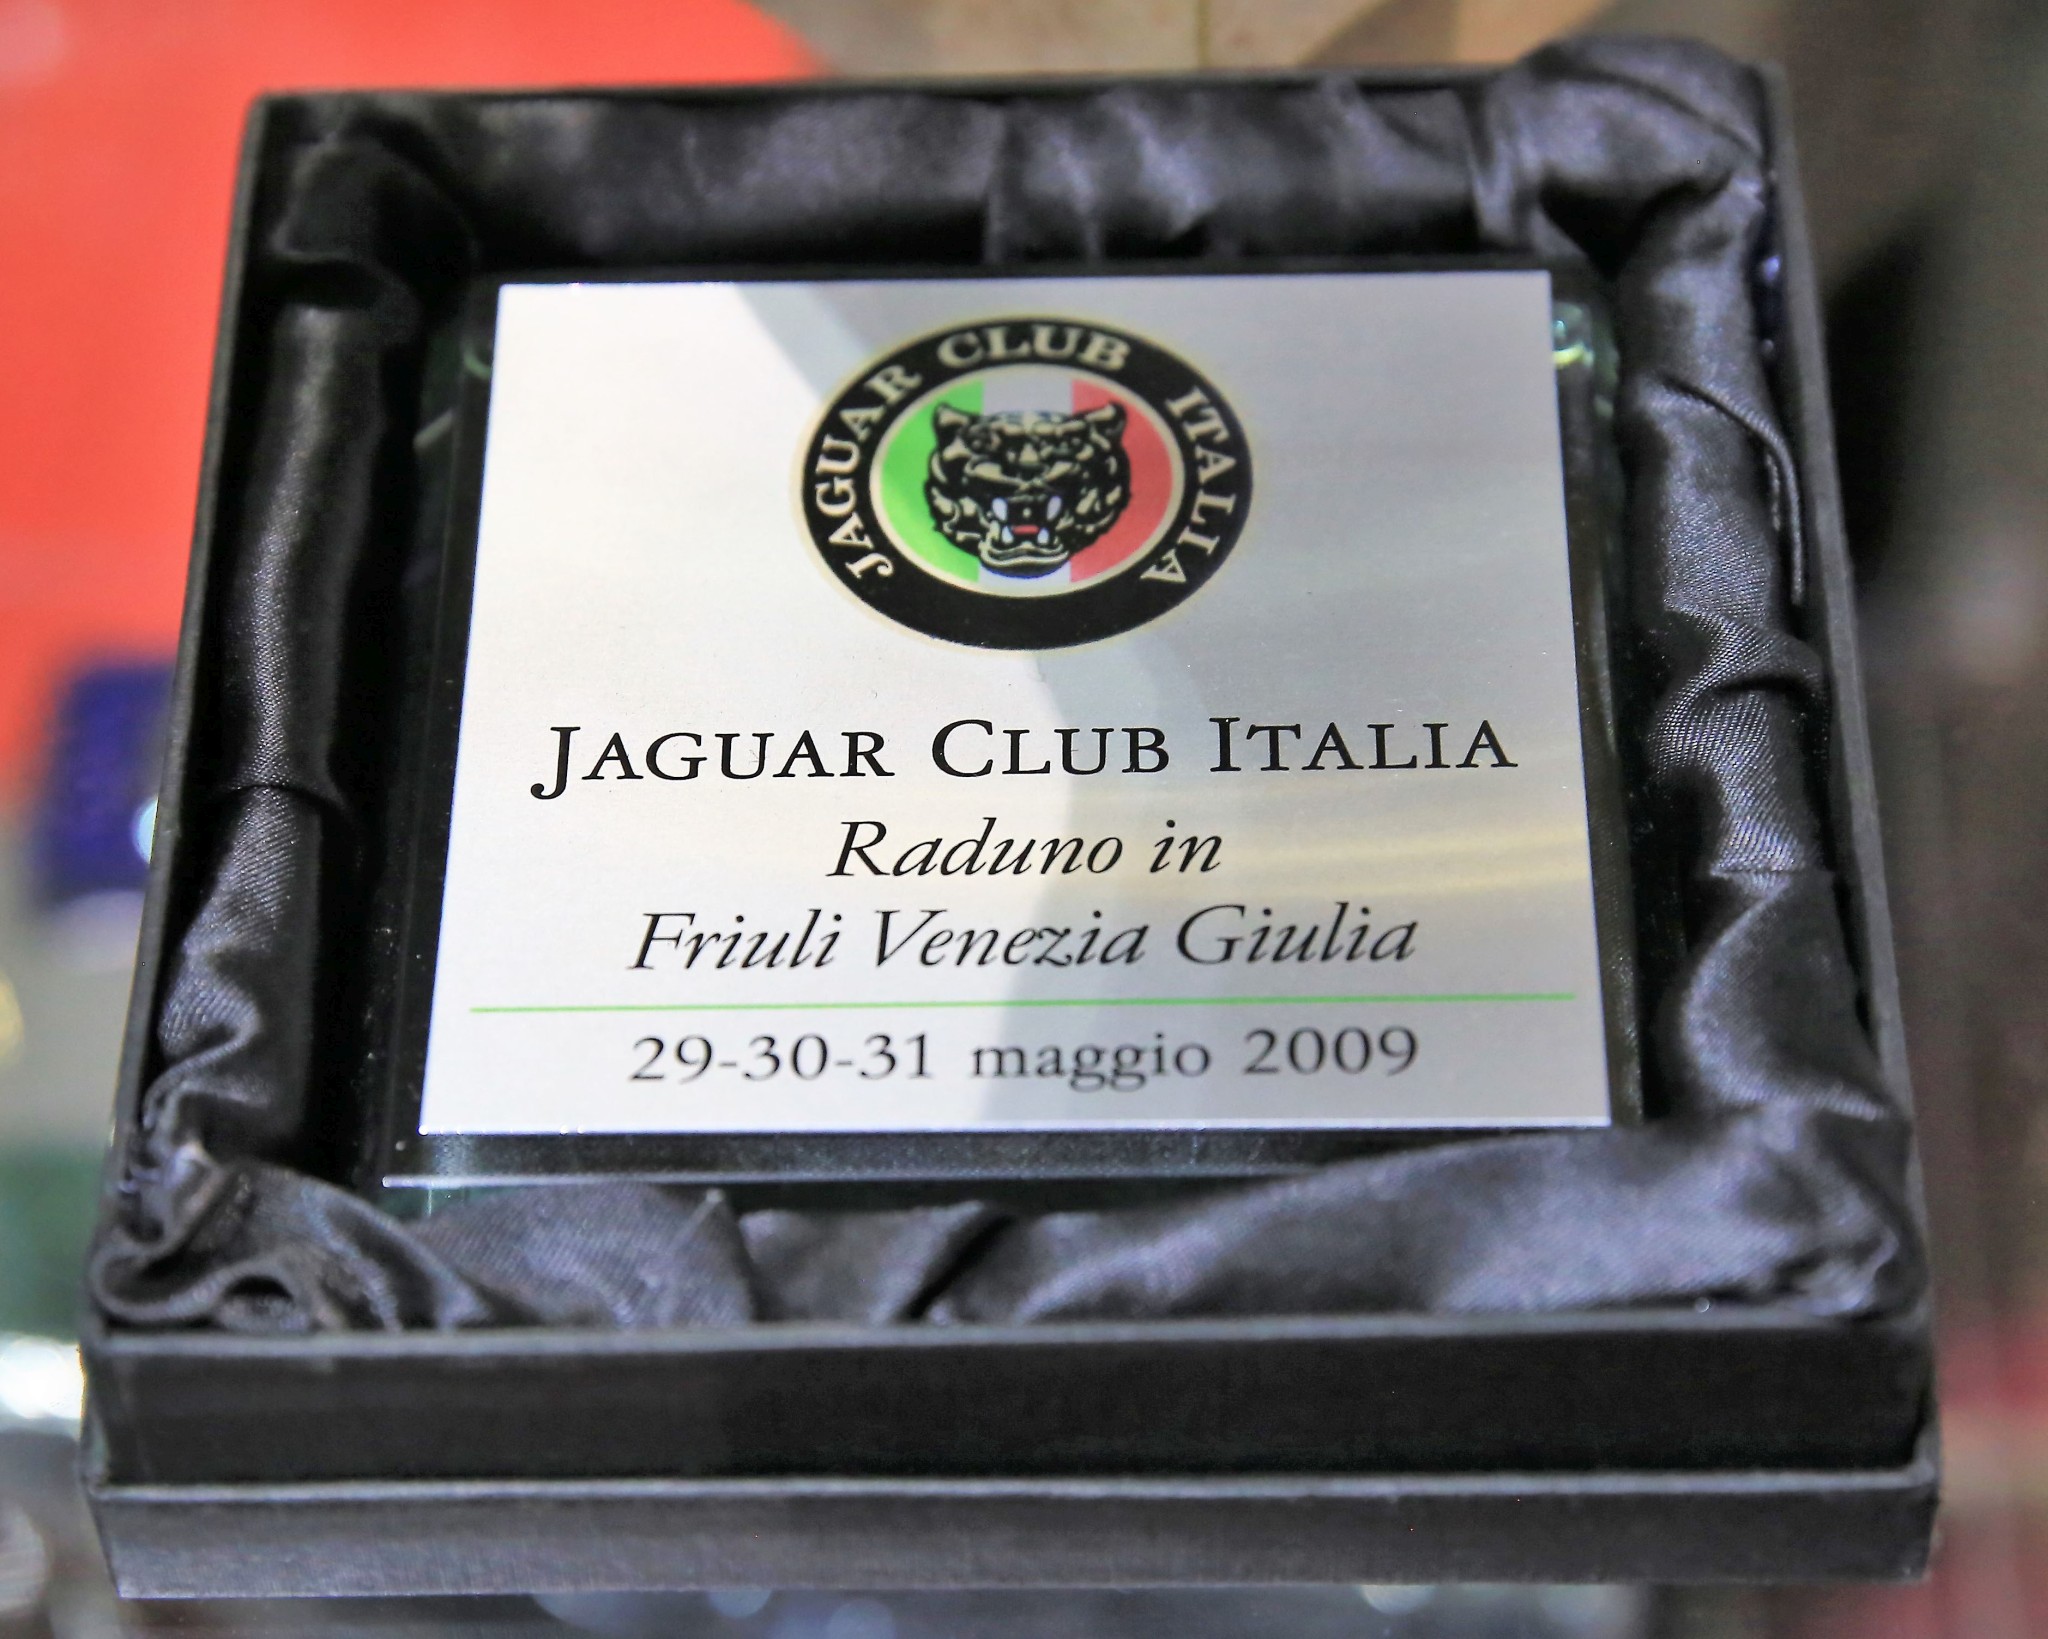 JAGUAR CLUB ITALIA
JAGUAR CLUB ITALIA
Raduno in
Friuli Venezia Giulia
29-30-31 maggio 2009